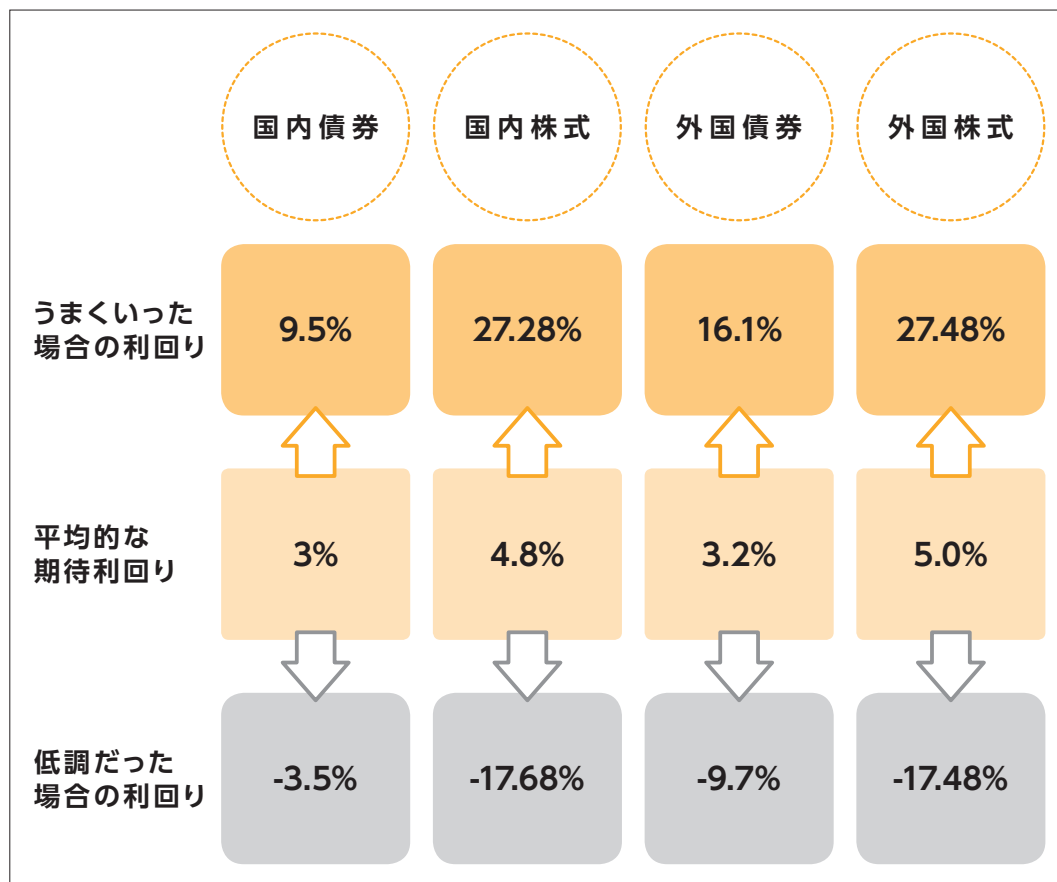 国内債券
国内株式
外国債券
外国株式
うまくいった
場合の利回り
9.5%
27.28%
16.1%
27.48%
平均的な
期待利回り
3%
4.8%
3.2%
5.0%
低調だった
場合の利回り
-3.5%
-17.68%
-9.7%
-17.48%